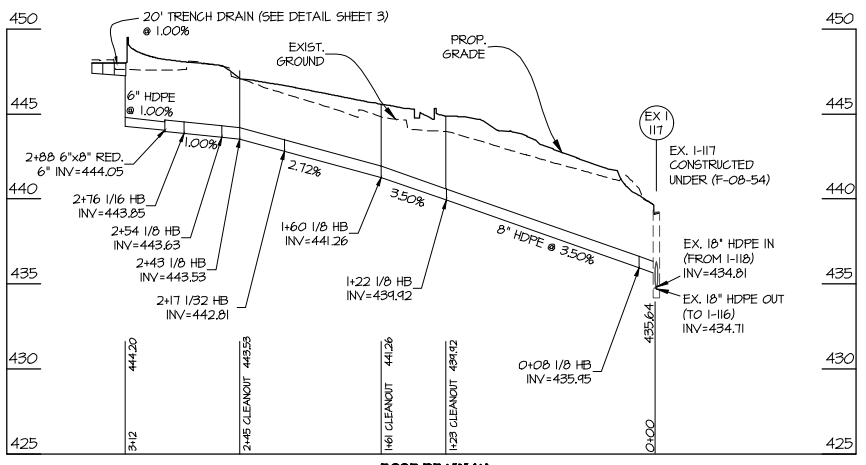 450
20' TRENCH DRAIN (SEE DETAIL SHEET 3)
@ 1.00%
EXIST.
GROUND
PROP.
GRADE
450
445
6" HDPE
@ 1.00%
EX 1
117
445
EX. I-117
CONSTRUCTED
UNDER (F-08-54)
1.00%
2+88 6"x8" RED.
6" INV=444.05
2.72%
440
2+76 1/16 HB
INV=443.85
3.50%
440
2+54 1/8 HB
INV=443.63
1+60 1/8 HB
INV=441.26
8" HDPE @ 3.50%
EX. 18" HDPE IN
(FROM I-118)
INV=434.81
435
2+43 1/8 HB
INV=443.53
1+22 1/8 HB
INV=439.92
435
2+17 1/32 HB
INV=442.81
EX. 18" HDPE OUT
(TO I-116)
INV=434.71
430
0+08 1/8 HB
INV=435.95
430
3+12 444.20
2+45 CLEANOUT 443.53
1+61 CLEANOUT 441.26
1+23 CLEANOUT 439.92
0+00 435.64
425
425